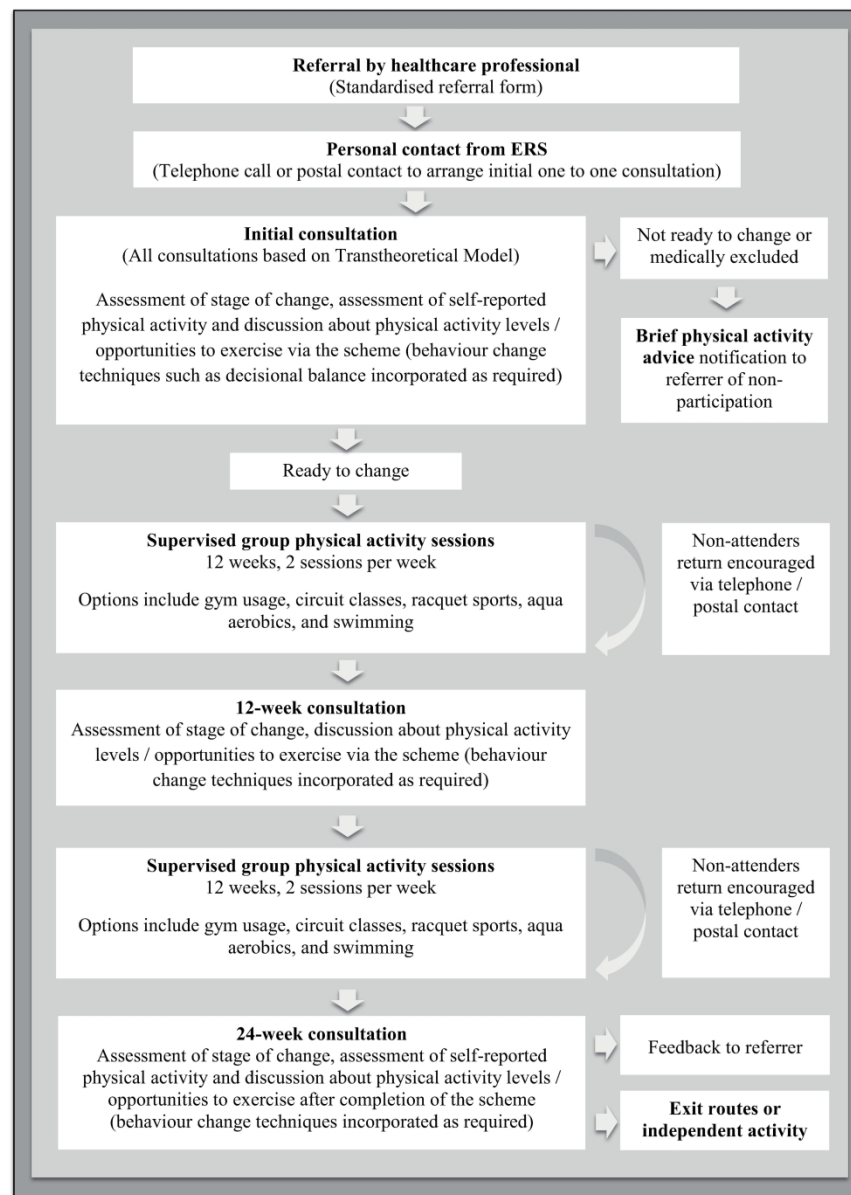 Referral by healthcare professional
(Standardised referral form)
Personal contact from ERS
(Telephone call or postal contact to arrange initial one to one consultation)
Initial consultation
(All consultations based on Transtheoretical Model)
Assessment of stage of change, assessment of self-reported
physical activity and discussion about physical activity levels /
opportunities to exercise via the scheme (behaviour change
techniques such as decisional balance incorporated as required)
Not ready to change or
medically excluded
Brief physical activity
advice notification to
referrer of non-
participation
Ready to change
Supervised group physical activity sessions
12 weeks, 2 sessions per week
Options include gym usage, circuit classes, racquet sports, aqua
aerobics, and swimming
Non-attenders
return encouraged
via telephone /
postal contact
12-week consultation
Assessment of stage of change, discussion about physical activity
levels / opportunities to exercise via the scheme (behaviour
change techniques incorporated as required)
Supervised group physical activity sessions
12 weeks, 2 sessions per week
Options include gym usage, circuit classes, racquet sports, aqua
aerobics, and swimming
Non-attenders
return encouraged
via telephone /
postal contact
24-week consultation
Assessment of stage of change, assessment of self-reported
physical activity and discussion about physical activity levels /
opportunities to exercise after completion of the scheme
(behaviour change techniques incorporated as required)
Feedback to referrer
Exit routes or
independent activity